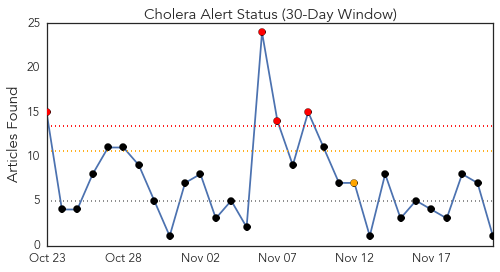 Cholera Alert Status (30-Day Window)
Articles Found
25
20
15
10
5
0
Oct 23 Oct 28 Nov 02 Nov 07 Nov 12 Nov 17